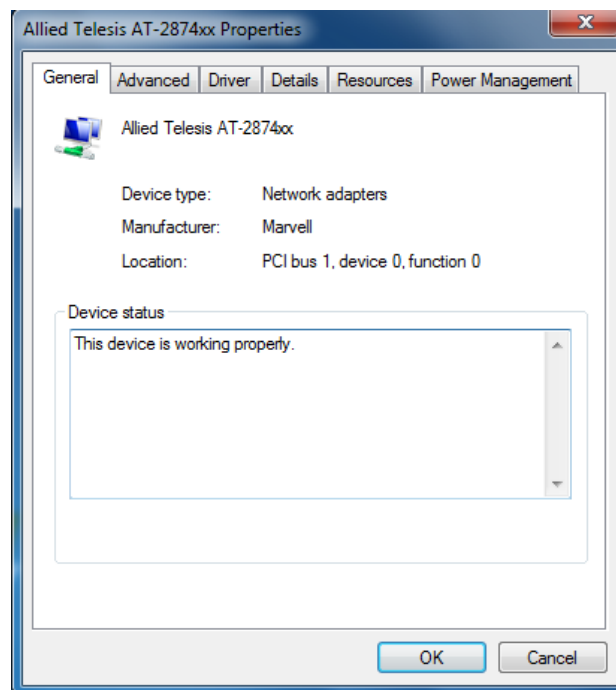 Allied Telesis AT-2874xx Properties
General Advanced Driver Details Resources Power Management
Allied Telesis AT-2874xx
Device type: Network adapters
Manufacturer: Marvell
Location: PCI bus 1, device 0, function 0
Device status
This device is working properly.
OK Cancel